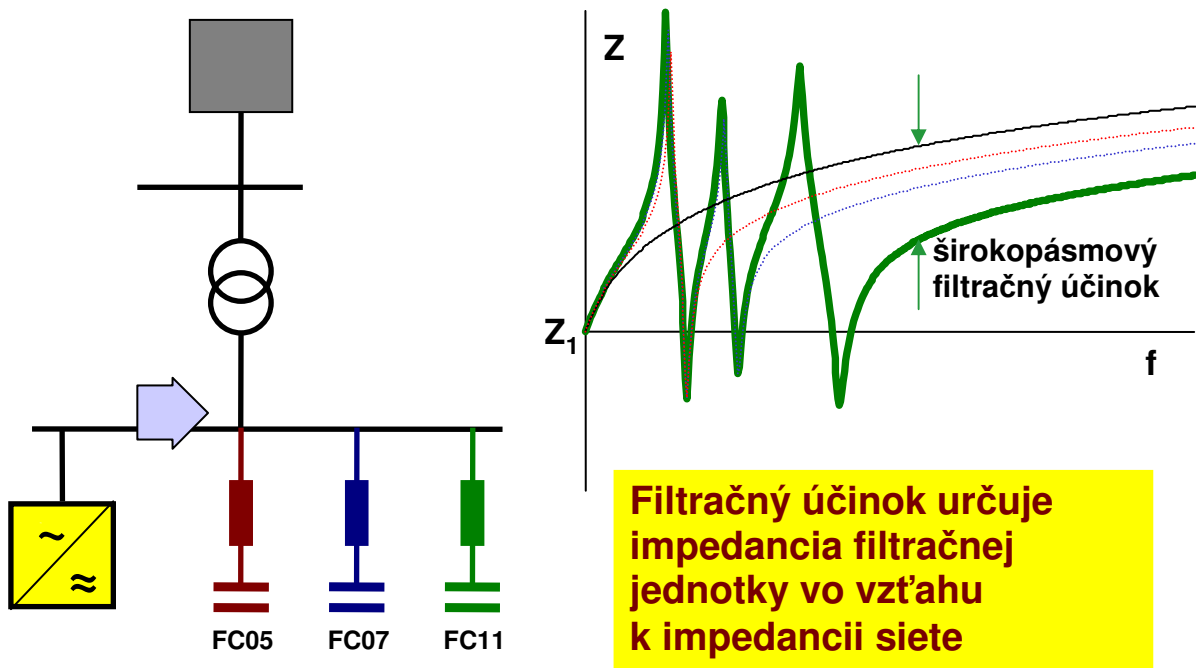 Z
širokopásmový
filtračný účinok
Z1
f
~
≈
FC05 FC07 FC11
Filtračný účinok určuje
impedancia filtračnej
jednotky vo vzťahu
k impedancii siete